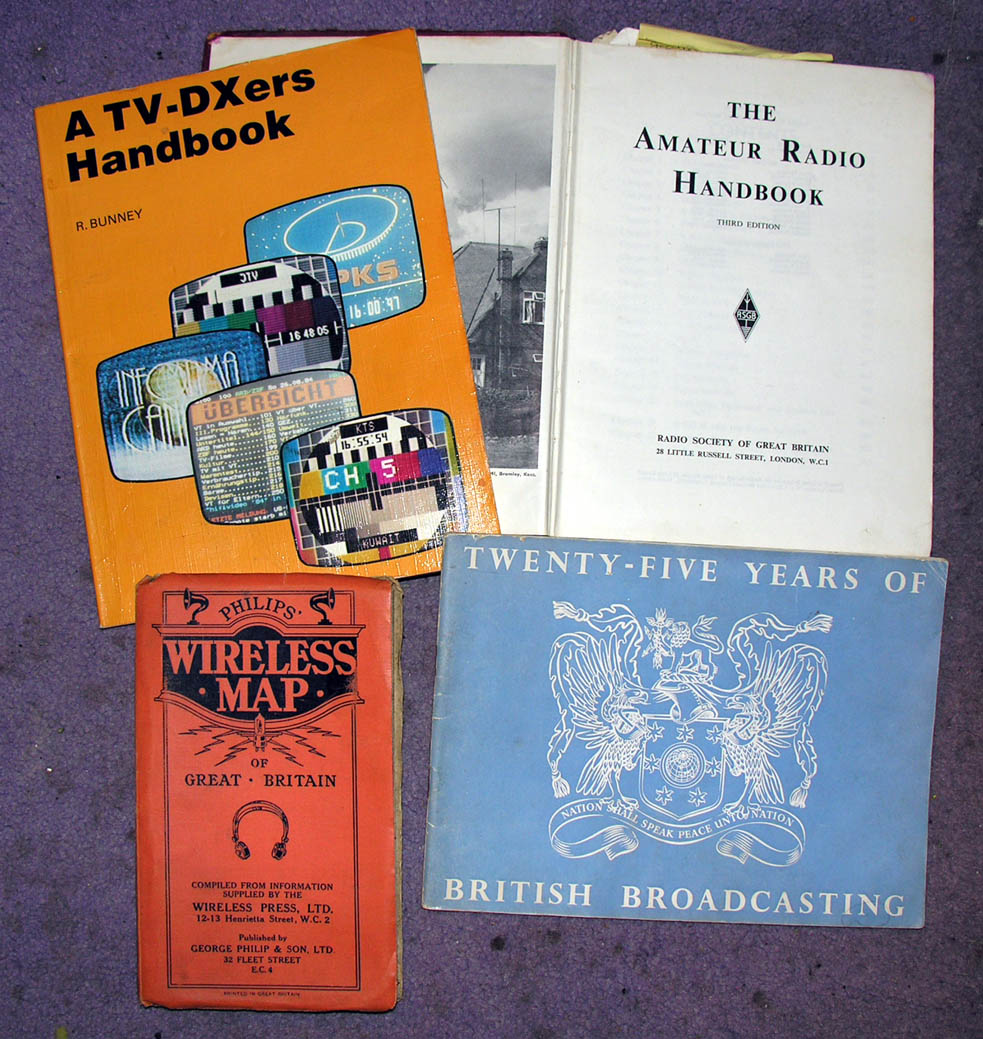 A TV-DXers
Handbook
R. BUNNEY
PKS
16:00:47
JTV
16 48 05
ÜBERSICHT
KTS
16:55:54
CH 5
KUWAIT
Bromley, Kent.
THE
AMATEUR RADIO
HANDBOOK
THIRD EDITION
RSGB
RADIO SOCIETY OF GREAT BRITAIN
28 LITTLE RUSSELL STREET, LONDON, W.C.1
PHILIPS'
WIRELESS
· MAP ·
OF
GREAT · BRITAIN
COMPILED FROM INFORMATION
SUPPLIED BY THE
WIRELESS PRESS, LTD.
12-13 Henrietta Street, W.C. 2
Published by
GEORGE PHILIP & SON, LTD.
32 FLEET STREET
E.C. 4
PRINTED IN GREAT BRITAIN
TWENTY-FIVE YEARS OF
NATION SHALL SPEAK PEACE UNTO NATION
BRITISH BROADCASTING